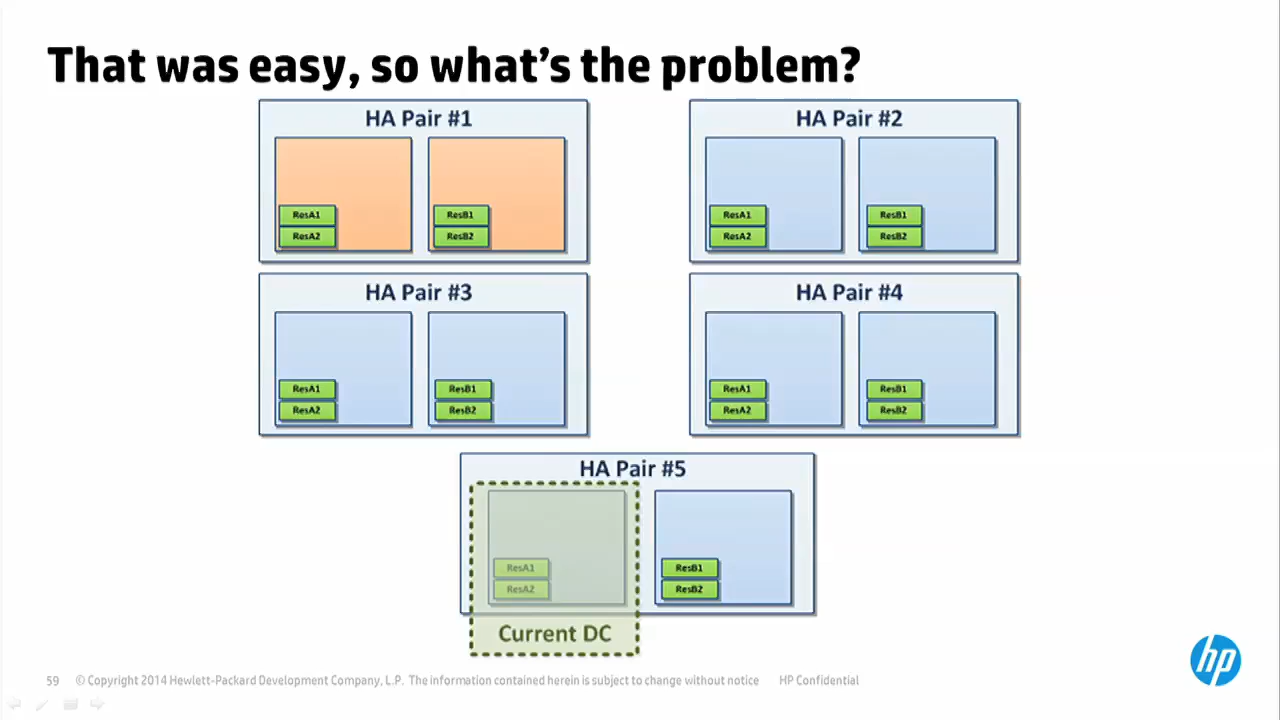 That was easy, so what's the problem?
HA Pair #1
ResA1
ResA2
ResB1
ResB2
HA Pair #2
ResA1
ResA2
ResB1
ResB2
HA Pair #3
ResA1
ResA2
ResB1
ResB2
HA Pair #4
ResA1
ResA2
ResB1
ResB2
HA Pair #5
ResA1
ResA2
ResB1
ResB2
Current DC
hp
59 © Copyright 2014 Hewlett-Packard Development Company, L.P. The information contained herein is subject to change without notice HP Confidential